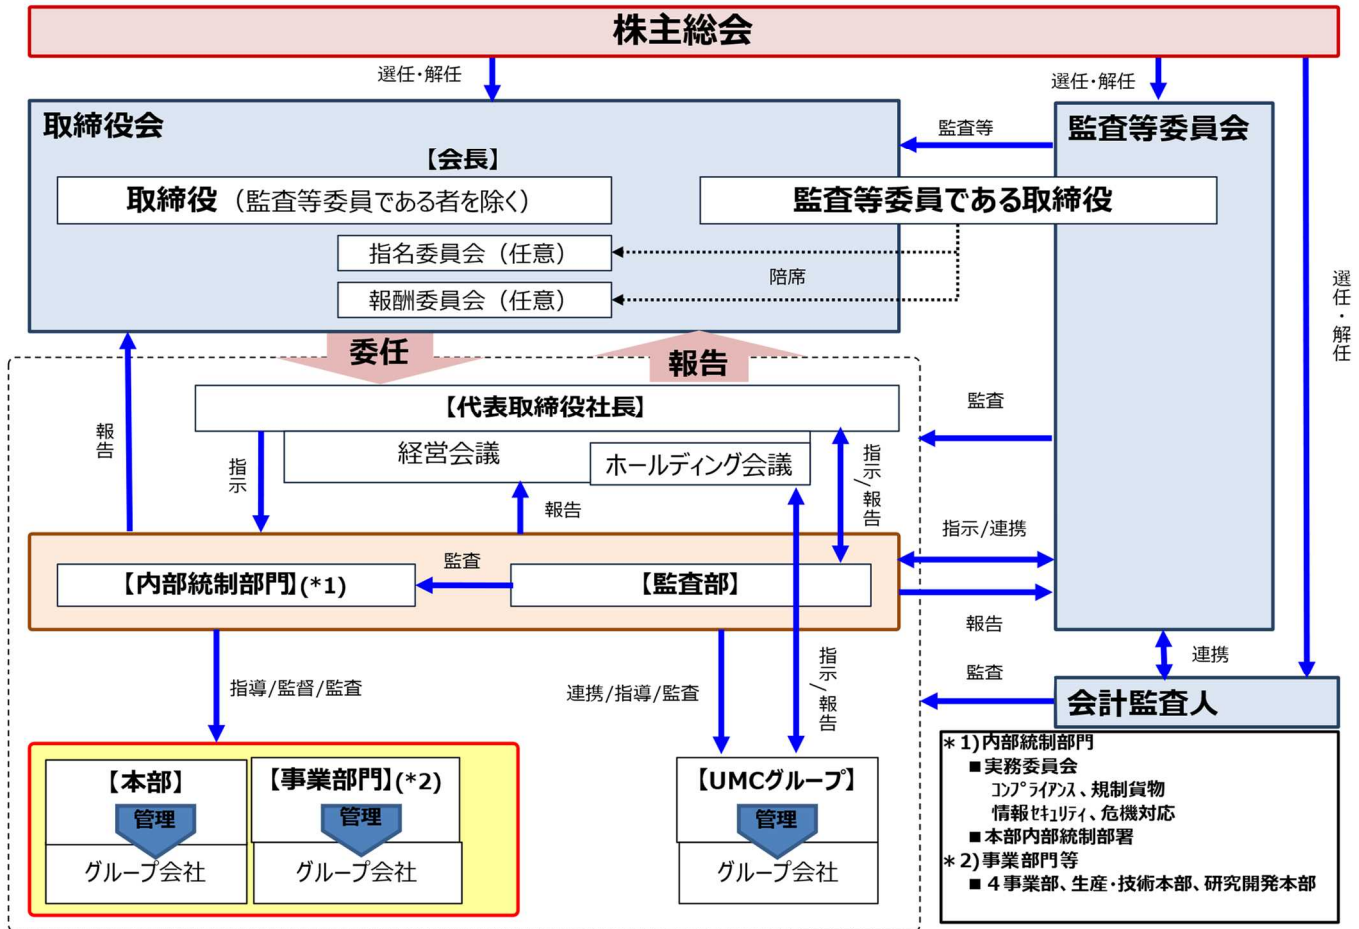 株主総会
選任・解任
選任・解任
取締役会
監査等
監査等委員会
【会長】
取締役（監査等委員である者を除く）
監査等委員である取締役
指名委員会（任意）
陪席
報酬委員会（任意）
選任・解任
委任
報告
【代表取締役社長】
監査
報告
指示
経営会議
ホールディング会議
指示/報告
報告
指示/連携
監査
【内部統制部門】(*1)
【監査部】
報告
連携
指導/監督/監査
連携/指導/監査
指示/報告
監査
会計監査人
【本部】
管理
グループ会社
【事業部門】(*2)
管理
グループ会社
【UMCグループ】
管理
グループ会社
＊1)内部統制部門
■実務委員会
ｺﾝﾌﾟﾗｲｱﾝｽ、規制貨物
情報ｾｷｭﾘﾃｨ、危機対応
■本部内部統制部署
＊2)事業部門等
■４事業部、生産・技術本部、研究開発本部